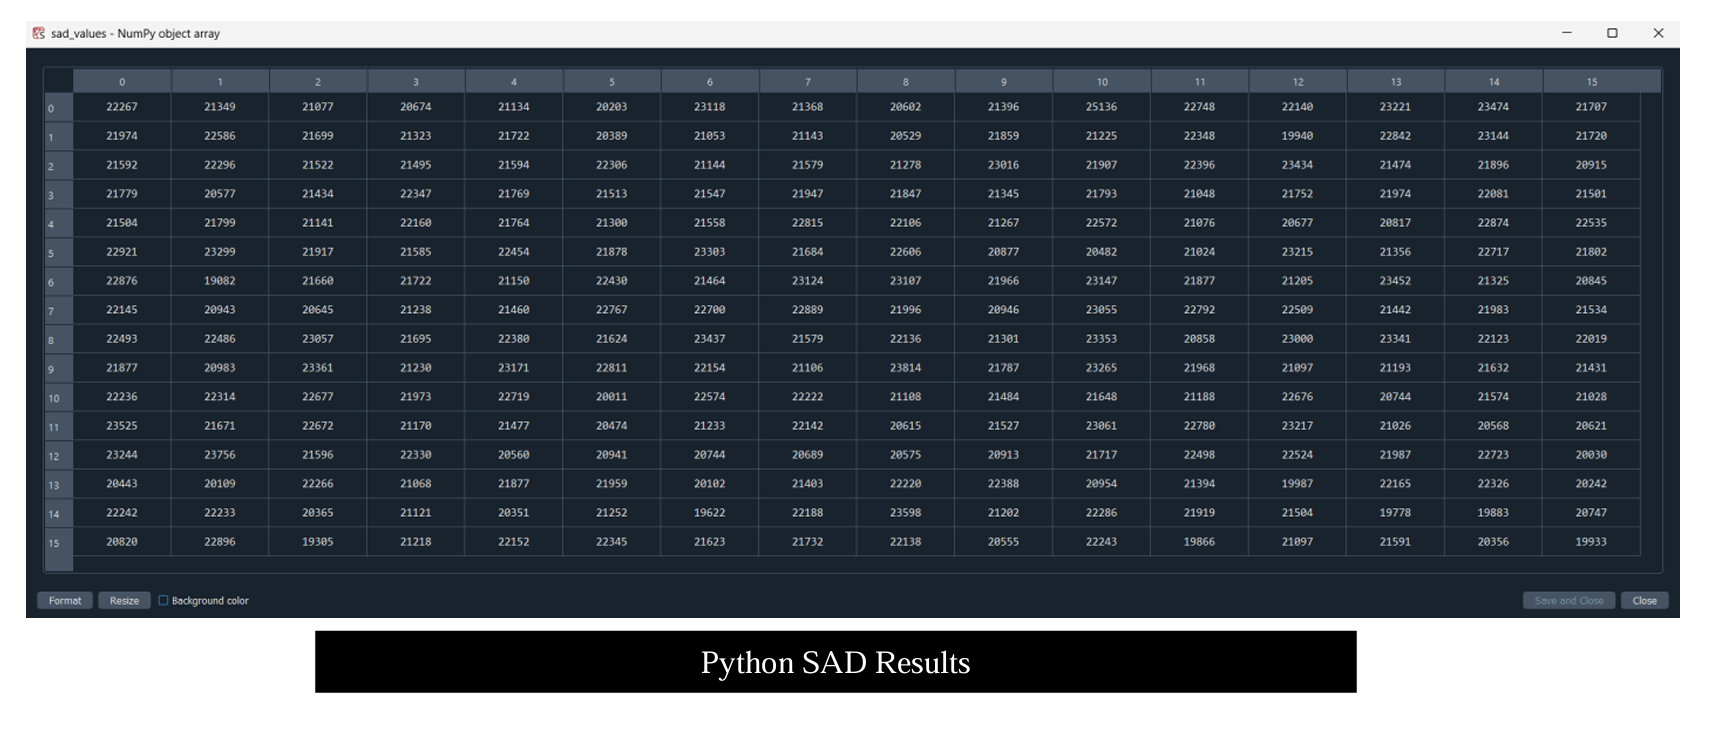 sad_values - NumPy object array
0 1 2 3 4 5 6 7 8 9 10 11 12 13 14 15
0 22267 21349 21077 20674 21134 20203 23118 21368 20602 21396 25136 22748 22140 23221 23474 21707
1 21974 22586 21699 21323 21722 20389 21053 21143 20529 21859 21225 22348 19940 22842 23144 21720
2 21592 22296 21522 21495 21594 22306 21144 21579 21278 23016 21907 22396 23434 21474 21896 20915
3 21779 20577 21434 22347 21769 21513 21547 21947 21847 21345 21793 21048 21752 21974 22081 21501
4 21504 21799 21141 22160 21764 21300 21558 22815 22106 21267 22572 21076 20677 20817 22874 22535
5 22921 23299 21917 21585 22454 21878 23303 21684 22606 20877 20482 21024 23215 21356 22717 21802
6 22876 19082 21660 21722 21150 22430 21464 23124 23107 21966 23147 21877 21205 23452 21325 20845
7 22145 20943 20645 21238 21460 22767 22700 22889 21996 20946 23055 22792 22509 21442 21983 21534
8 22493 22486 23057 21695 22380 21624 23437 21579 22136 21301 23353 20858 23000 23341 22123 22019
9 21877 20983 23361 21230 23171 22811 22154 21106 23814 21787 23265 21968 21097 21193 21632 21431
10 22236 22314 22677 21973 22719 20011 22574 22222 21108 21484 21648 21188 22676 20744 21574 21028
11 23525 21671 22672 21170 21477 20474 21233 22142 20615 21527 23061 22780 23217 21026 20568 20621
12 23244 23756 21596 22330 20560 20941 20744 20689 20575 20913 21717 22498 22524 21987 22723 20030
13 20443 20109 22266 21068 21877 21959 20102 21403 22220 22388 20954 21394 19987 22165 22326 20242
14 22242 22233 20365 21121 20351 21252 19622 22188 23598 21202 22286 21919 21504 19778 19883 20747
15 20820 22896 19305 21218 22152 22345 21623 21732 22138 20555 22243 19866 21097 21591 20356 19933
Format Resize Background color Save and Close Close
Python SAD Results